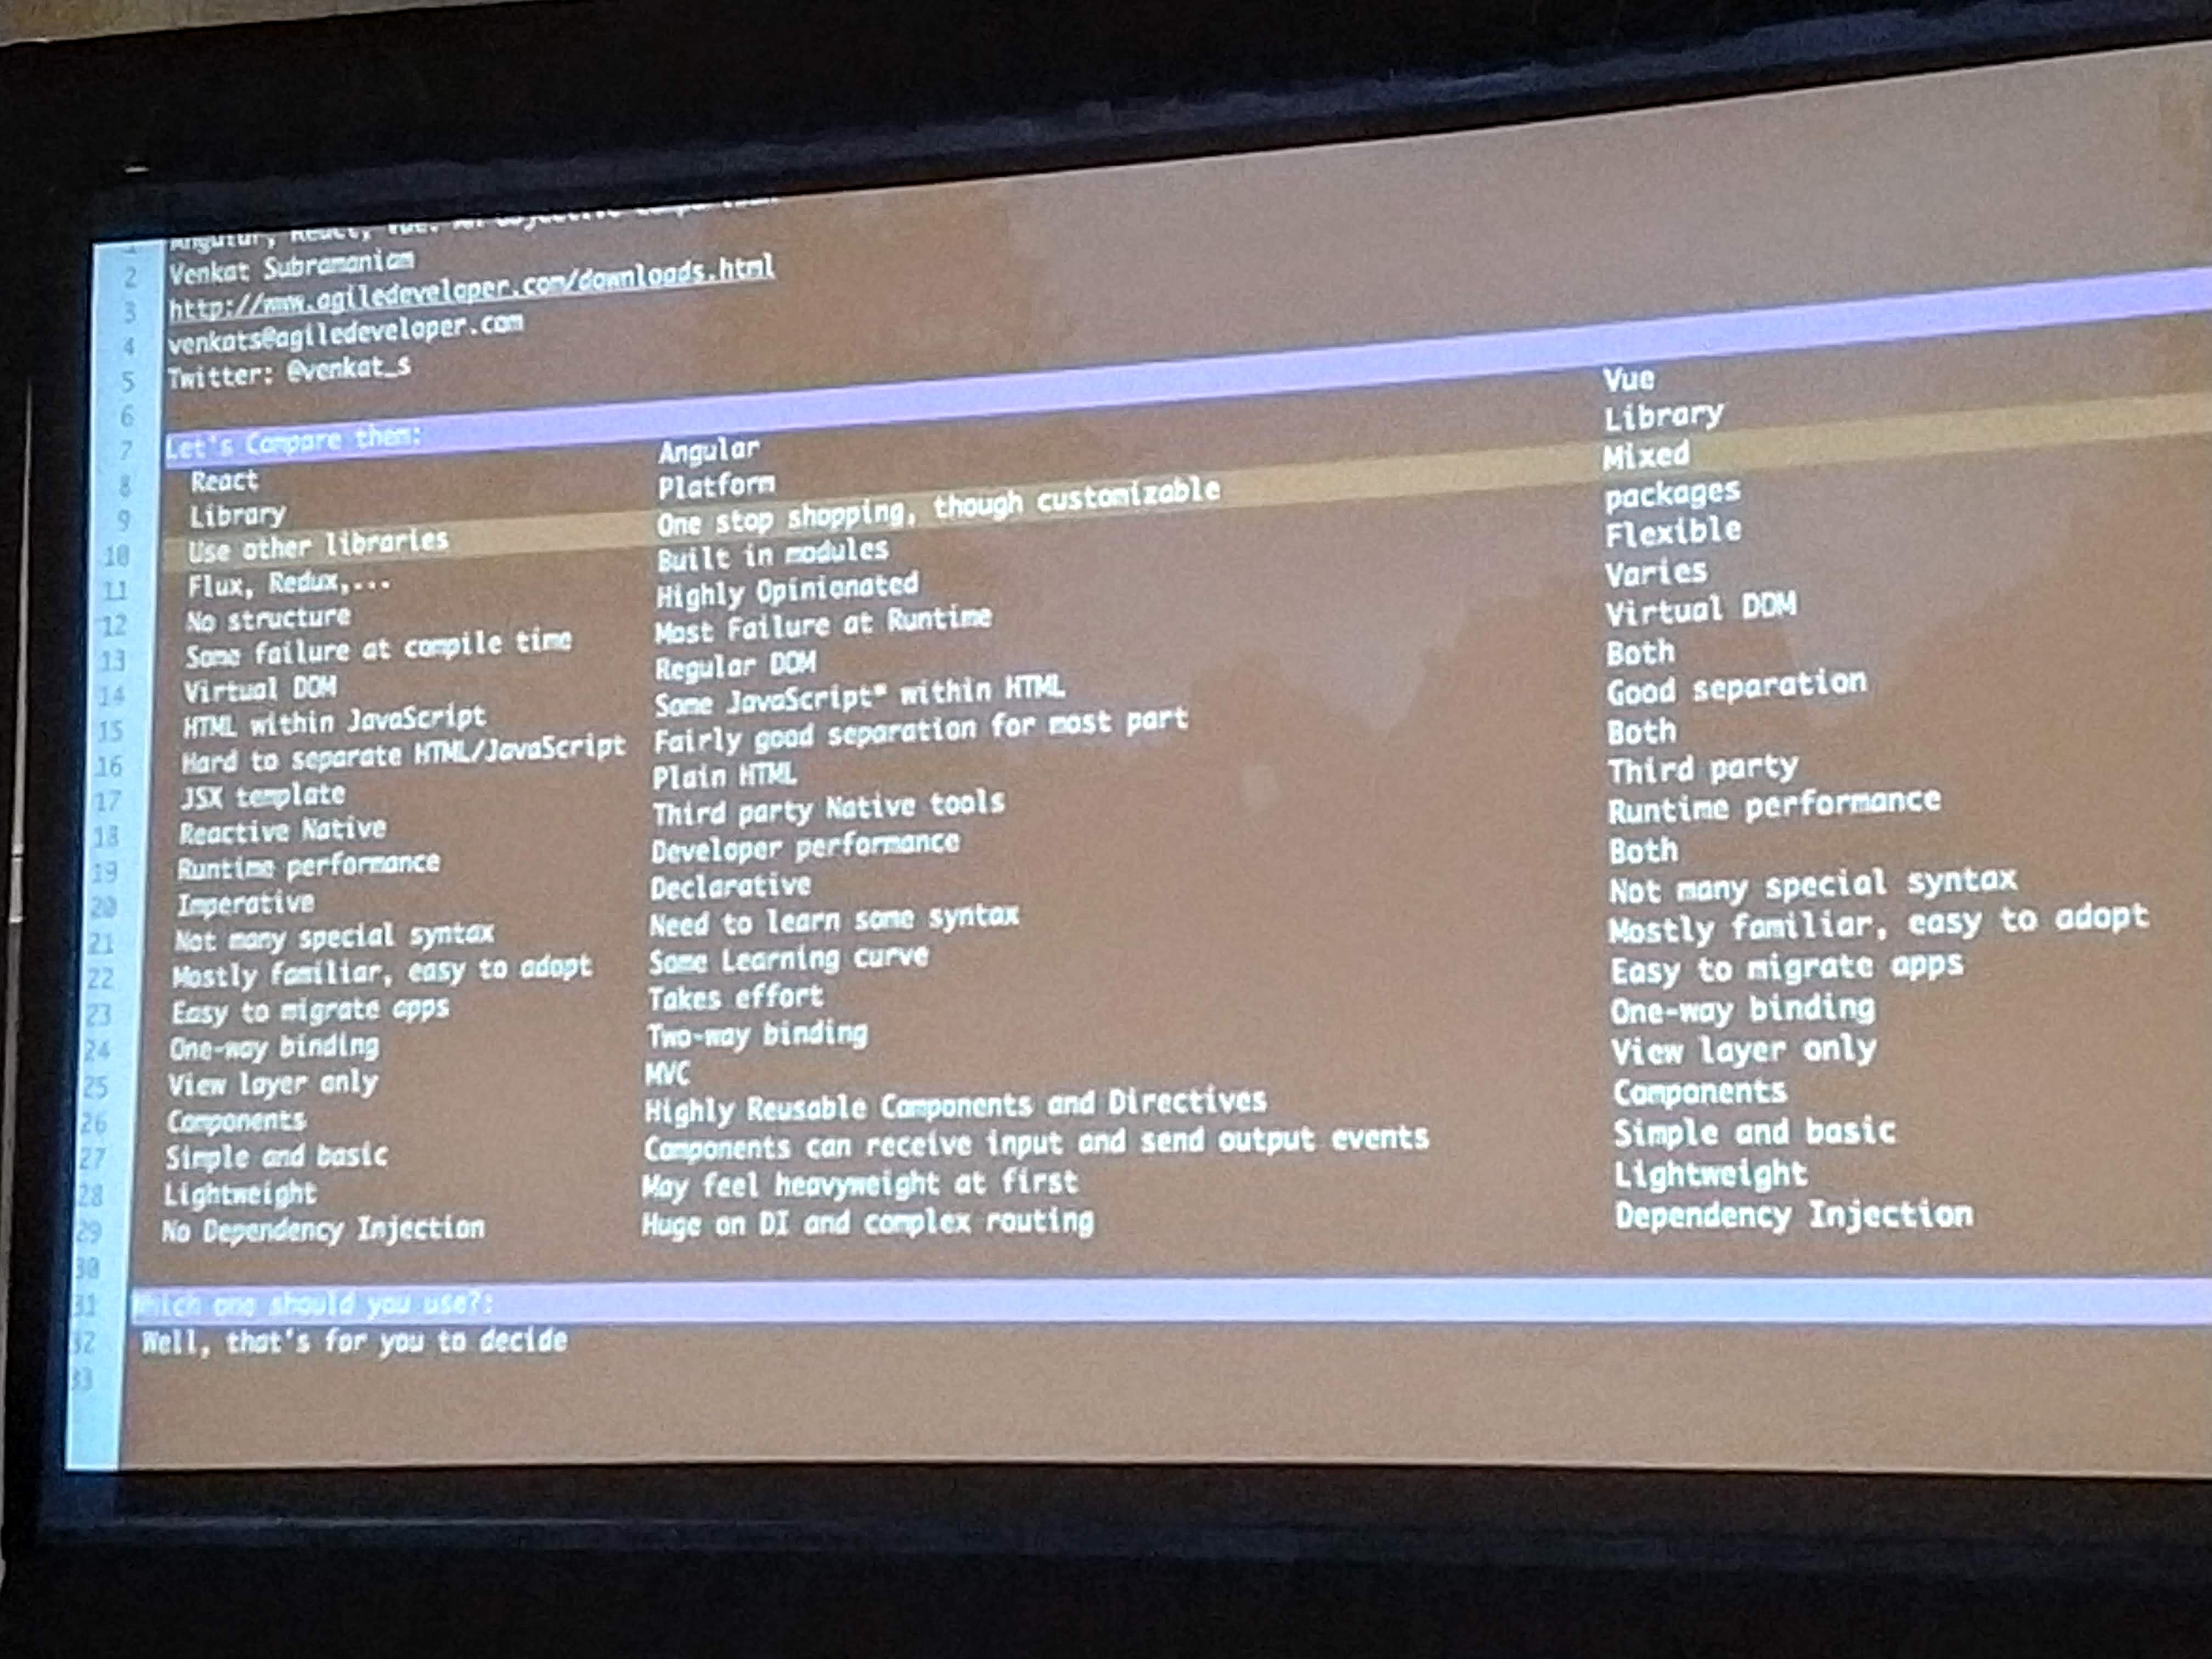 1 Angular, React, Vue: An Objective Comparison
2 Venkat Subramaniam
3 http://www.agiledeveloper.com/downloads.html
4 venkats@agiledeveloper.com
5 Twitter: @venkat_s
6
7 Let's Compare them:
8 React Angular Vue
9 Library Platform Library
10 Use other libraries One stop shopping, though customizable Mixed
11 Flux, Redux,... Built in modules packages
12 No structure Highly Opinionated Flexible
13 Some failure at compile time Most Failure at Runtime Varies
14 Virtual DOM Regular DOM Virtual DOM
15 HTML within JavaScript Some JavaScript* within HTML Both
16 Hard to separate HTML/JavaScript Fairly good separation for most part Good separation
17 JSX template Plain HTML Both
18 Reactive Native Third party Native tools Third party
19 Runtime performance Developer performance Runtime performance
20 Imperative Declarative Both
21 Not many special syntax Need to learn some syntax Not many special syntax
22 Mostly familiar, easy to adopt Some Learning curve Mostly familiar, easy to adopt
23 Easy to migrate apps Takes effort Easy to migrate apps
24 One-way binding Two-way binding One-way binding
25 View layer only MVC View layer only
26 Components Highly Reusable Components and Directives Components
27 Simple and basic Components can receive input and send output events Simple and basic
28 Lightweight May feel heavyweight at first Lightweight
29 No Dependency Injection Huge on DI and complex routing Dependency Injection
30
31 Which one should you use?:
32 Well, that's for you to decide
33